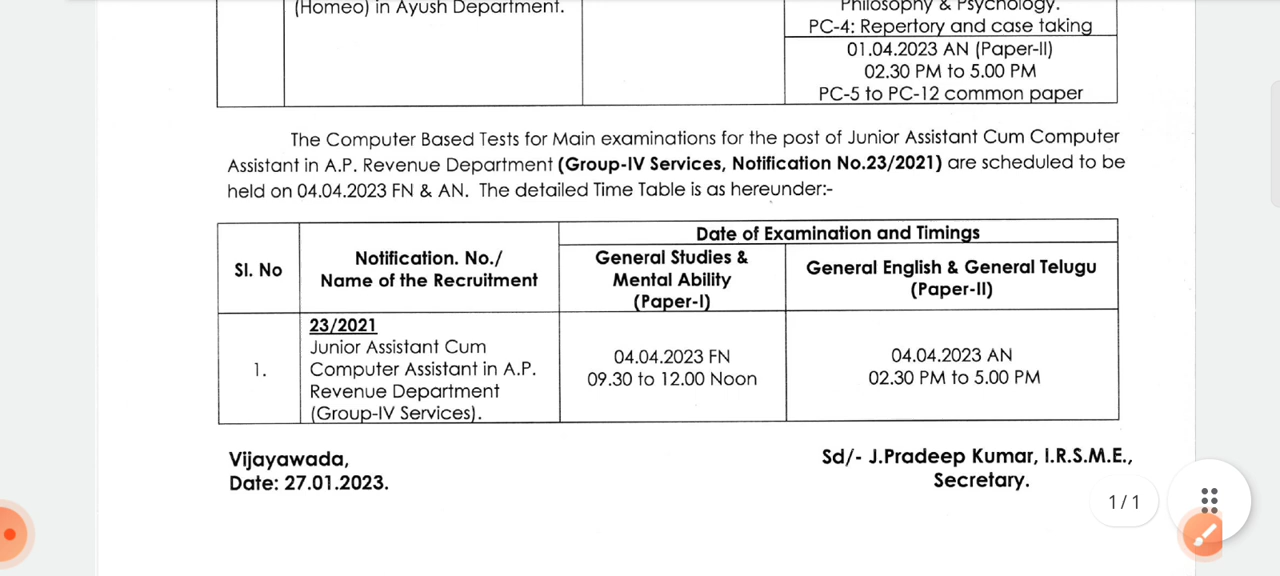 (Homeo) in Ayush Department.
Philosophy & Psychology.
PC-4: Repertory and case taking
01.04.2023 AN (Paper-II)
02.30 PM to 5.00 PM
PC-5 to PC-12 common paper
The Computer Based Tests for Main examinations for the post of Junior Assistant Cum Computer
Assistant in A.P. Revenue Department (Group-IV Services, Notification No.23/2021) are scheduled to be
held on 04.04.2023 FN & AN. The detailed Time Table is as hereunder:-
Sl. No
Notification. No./
Name of the Recruitment
Date of Examination and Timings
General Studies &
Mental Ability
(Paper-I)
General English & General Telugu
(Paper-II)
1.
23/2021
Junior Assistant Cum
Computer Assistant in A.P.
Revenue Department
(Group-IV Services).
04.04.2023 FN
09.30 to 12.00 Noon
04.04.2023 AN
02.30 PM to 5.00 PM
Vijayawada,
Date: 27.01.2023.
Sd/- J.Pradeep Kumar, I.R.S.M.E.,
Secretary.
1/1